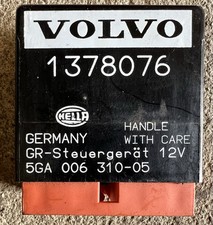 VOLVO
1378076
HELLA
HANDLE
GERMANY WITH CARE
GR-Steuergerät 12V
5GA 006 310-05